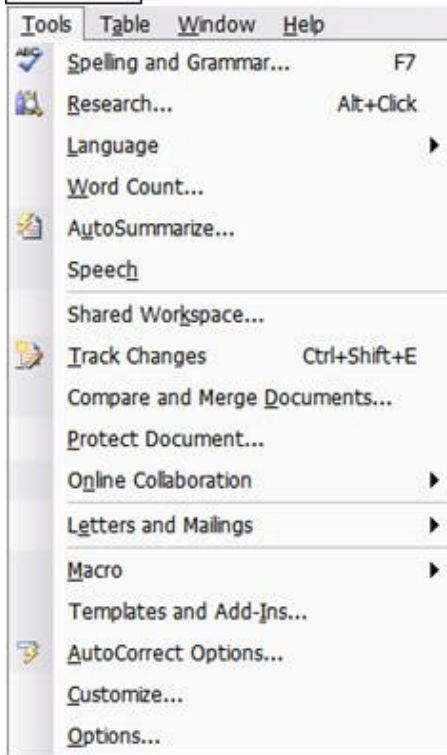 Tools Table Window Help
ABC Spelling and Grammar... F7
Research... Alt+Click
Language
Word Count...
AutoSummarize...
Speech
Shared Workspace...
Track Changes Ctrl+Shift+E
Compare and Merge Documents...
Protect Document...
Online Collaboration
Letters and Mailings
Macro
Templates and Add-Ins...
AutoCorrect Options...
Customize...
Options...